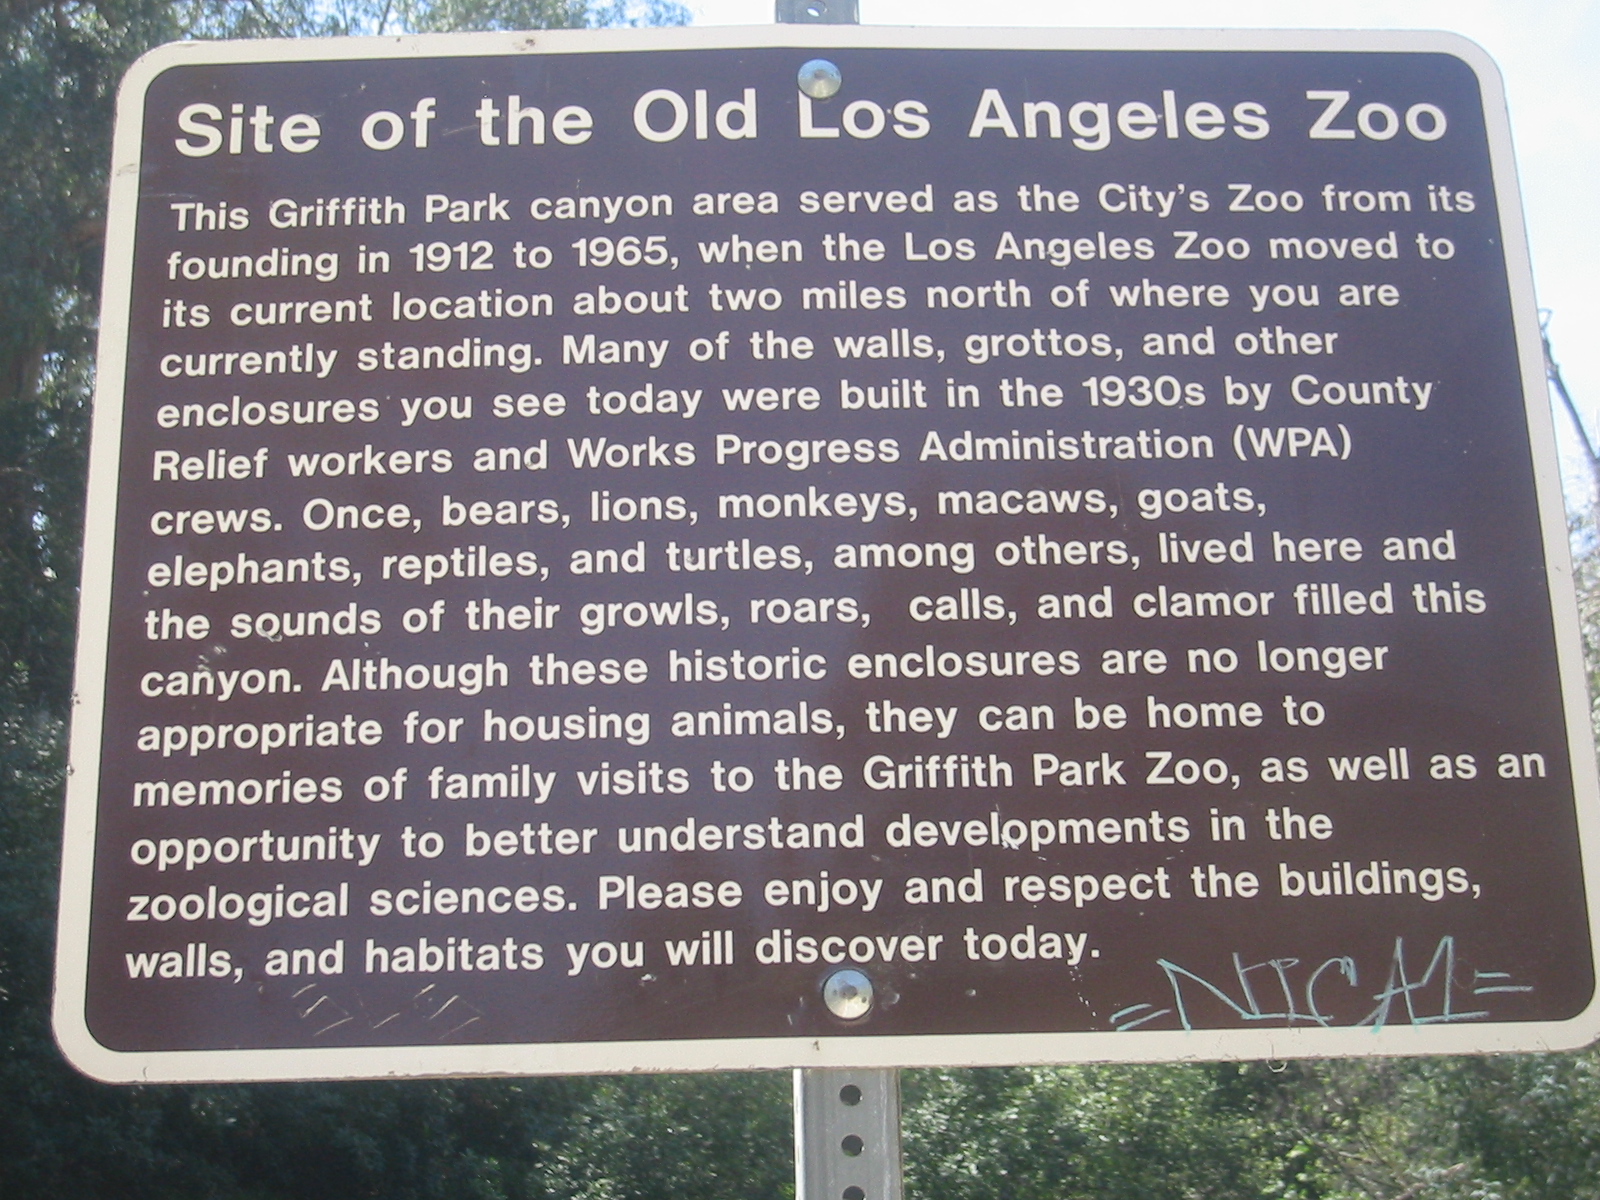 Site of the Old Los Angeles Zoo
This Griffith Park canyon area served as the City's Zoo from its
founding in 1912 to 1965, when the Los Angeles Zoo moved to
its current location about two miles north of where you are
currently standing. Many of the walls, grottos, and other
enclosures you see today were built in the 1930s by County
Relief workers and Works Progress Administration (WPA)
crews. Once, bears, lions, monkeys, macaws, goats,
elephants, reptiles, and turtles, among others, lived here and
the sounds of their growls, roars, calls, and clamor filled this
canyon. Although these historic enclosures are no longer
appropriate for housing animals, they can be home to
memories of family visits to the Griffith Park Zoo, as well as an
opportunity to better understand developments in the
zoological sciences. Please enjoy and respect the buildings,
walls, and habitats you will discover today.